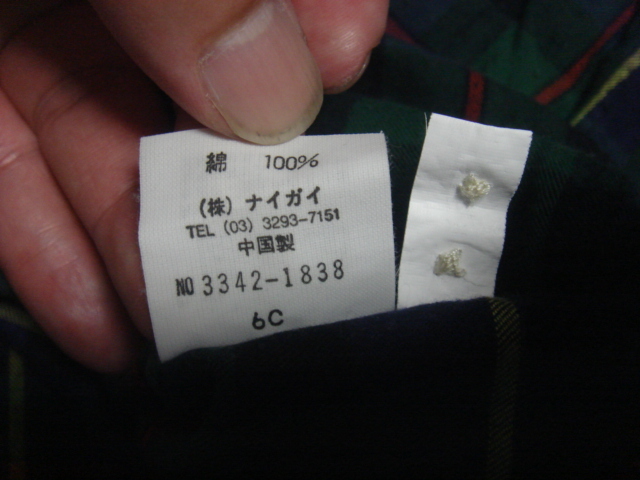 綿 100%
(株) ナイガイ
TEL (03) 3293-7151
中国製
NO 3342-1838
6C